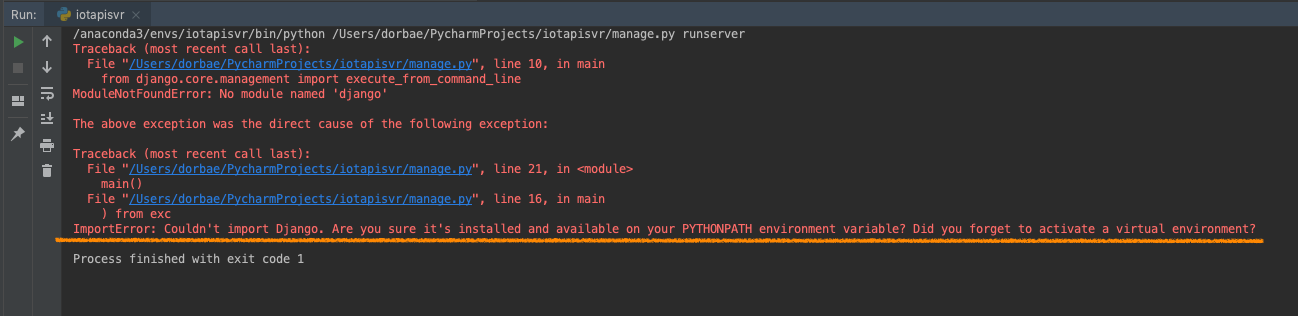 Run: iotapisvr
/anaconda3/envs/iotapisvr/bin/python /Users/dorbae/PycharmProjects/iotapisvr/manage.py runserver
Traceback (most recent call last):
  File "/Users/dorbae/PycharmProjects/iotapisvr/manage.py", line 10, in main
    from django.core.management import execute_from_command_line
ModuleNotFoundError: No module named 'django'

The above exception was the direct cause of the following exception:

Traceback (most recent call last):
  File "/Users/dorbae/PycharmProjects/iotapisvr/manage.py", line 21, in <module>
    main()
  File "/Users/dorbae/PycharmProjects/iotapisvr/manage.py", line 16, in main
    ) from exc
ImportError: Couldn't import Django. Are you sure it's installed and available on your PYTHONPATH environment variable? Did you forget to activate a virtual environment?

Process finished with exit code 1